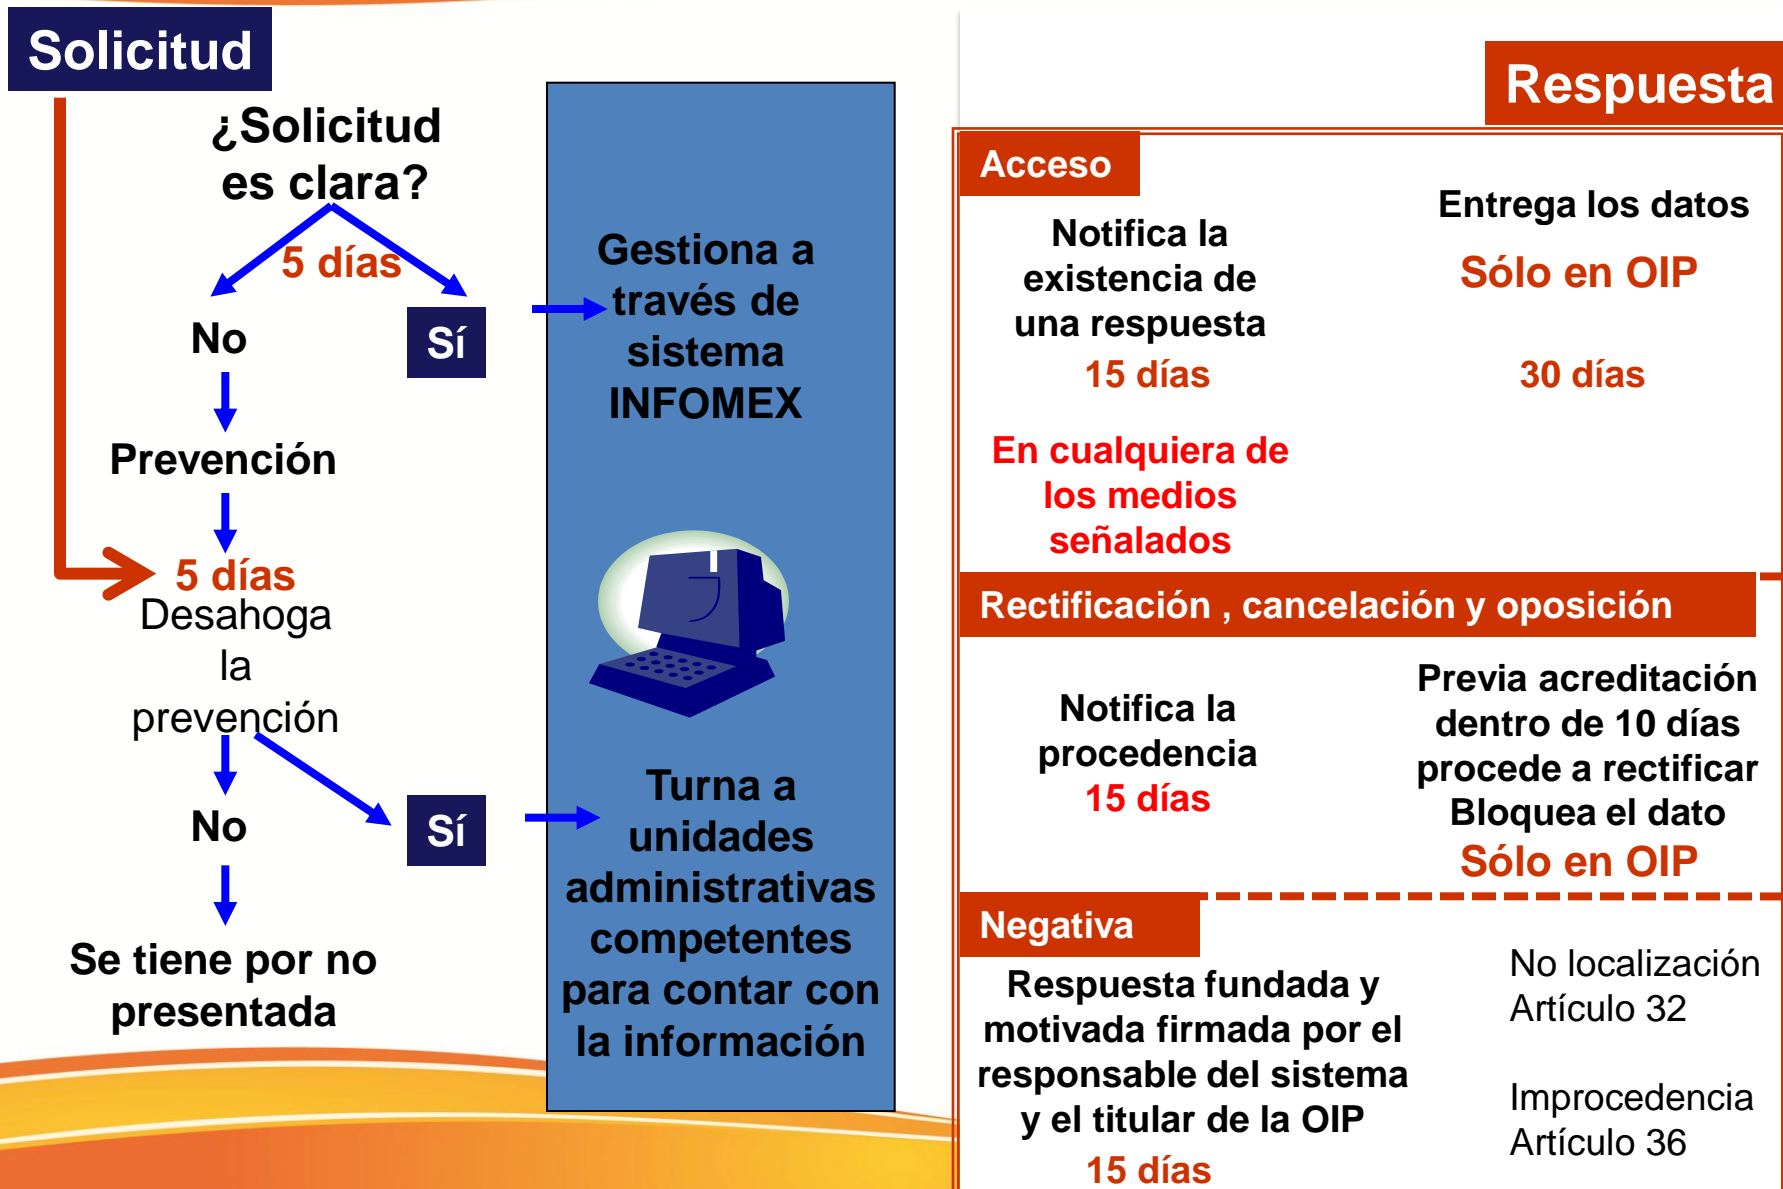 Solicitud
¿Solicitud
es clara?
5 días
No
Sí
Prevención
5 días
Desahoga
la
prevención
No
Sí
Se tiene por no
presentada
Gestiona a
través de
sistema
INFOMEX
Turna a
unidades
administrativas
competentes
para contar con
la información
Respuesta
Acceso
Notifica la
existencia de
una respuesta
15 días
En cualquiera de
los medios
señalados
Entrega los datos
Sólo en OIP
30 días
Rectificación , cancelación y oposición
Notifica la
procedencia
15 días
Previa acreditación
dentro de 10 días
procede a rectificar
Bloquea el dato
Sólo en OIP
Negativa
Respuesta fundada y
motivada firmada por el
responsable del sistema
y el titular de la OIP
15 días
No localización
Artículo 32
Improcedencia
Artículo 36